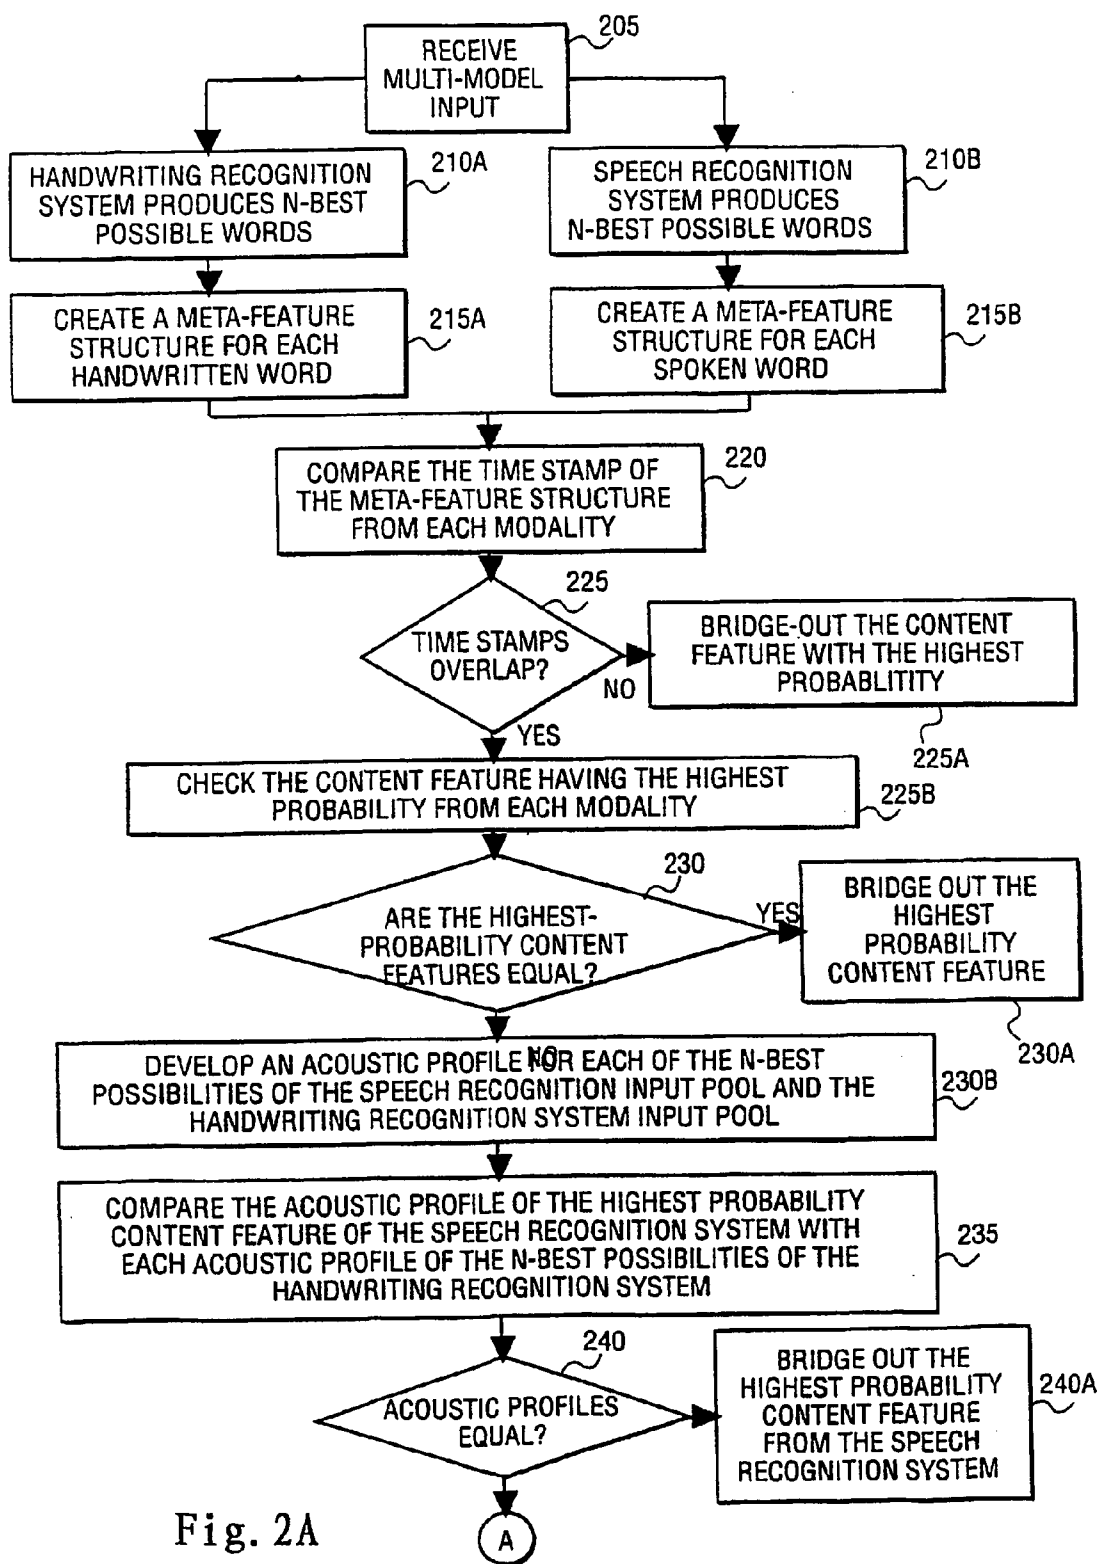 205
RECEIVE
MULTI-MODEL
INPUT
210A
HANDWRITING RECOGNITION
SYSTEM PRODUCES N-BEST
POSSIBLE WORDS
210B
SPEECH RECOGNITION
SYSTEM PRODUCES
N-BEST POSSIBLE WORDS
215A
CREATE A META-FEATURE
STRUCTURE FOR EACH
HANDWRITTEN WORD
215B
CREATE A META-FEATURE
STRUCTURE FOR EACH
SPOKEN WORD
220
COMPARE THE TIME STAMP OF
THE META-FEATURE STRUCTURE
FROM EACH MODALITY
225
TIME STAMPS
OVERLAP?
NO
BRIDGE-OUT THE CONTENT
FEATURE WITH THE HIGHEST
PROBABLITITY
225A
YES
CHECK THE CONTENT FEATURE HAVING THE HIGHEST
PROBABILITY FROM EACH MODALITY
225B
230
ARE THE HIGHEST-
PROBABILITY CONTENT
FEATURES EQUAL?
YES
BRIDGE OUT THE
HIGHEST
PROBABILITY
CONTENT FEATURE
230A
NO
DEVELOP AN ACOUSTIC PROFILE FOR EACH OF THE N-BEST
POSSIBILITIES OF THE SPEECH RECOGNITION INPUT POOL AND THE
HANDWRITING RECOGNITION SYSTEM INPUT POOL
230B
COMPARE THE ACOUSTIC PROFILE OF THE HIGHEST PROBABILITY
CONTENT FEATURE OF THE SPEECH RECOGNITION SYSTEM WITH
EACH ACOUSTIC PROFILE OF THE N-BEST POSSIBILITIES OF THE
HANDWRITING RECOGNITION SYSTEM
235
240
ACOUSTIC PROFILES
EQUAL?
BRIDGE OUT THE
HIGHEST PROBABILITY
CONTENT FEATURE
FROM THE SPEECH
RECOGNITION SYSTEM
240A
A
Fig. 2A